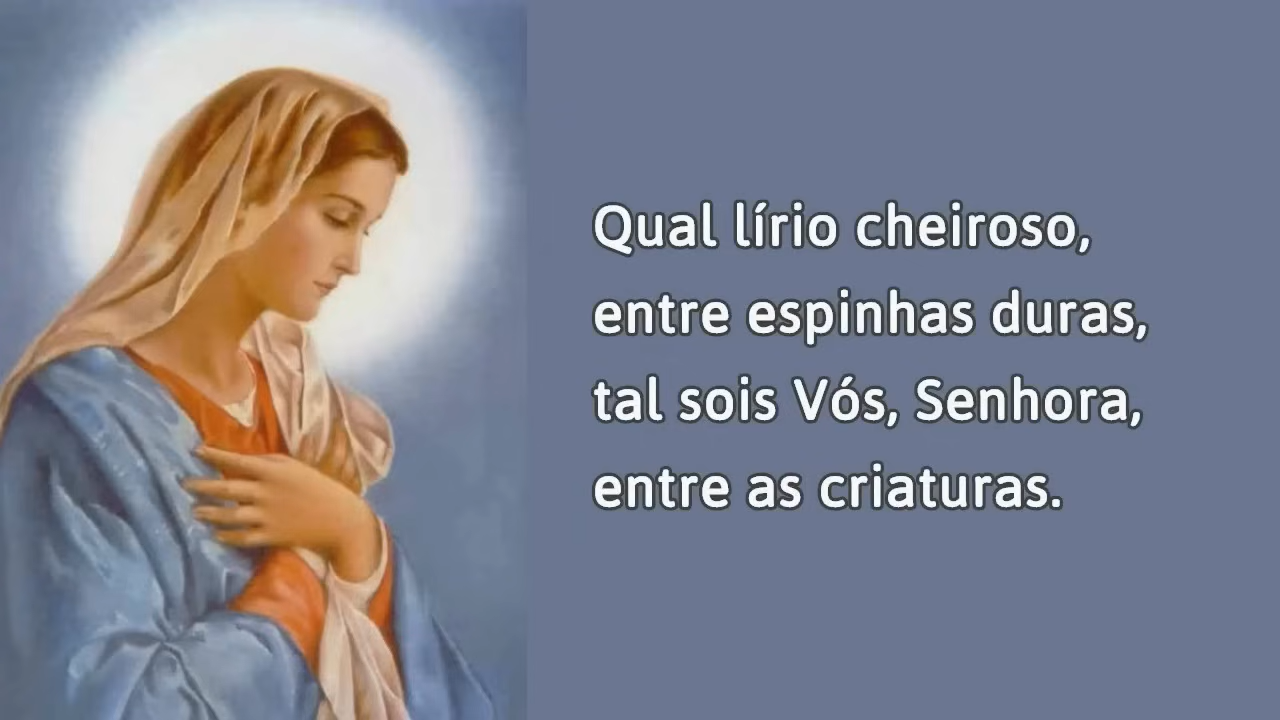 Qual lírio cheiroso,
entre espinhas duras,
tal sois Vós, Senhora,
entre as criaturas.